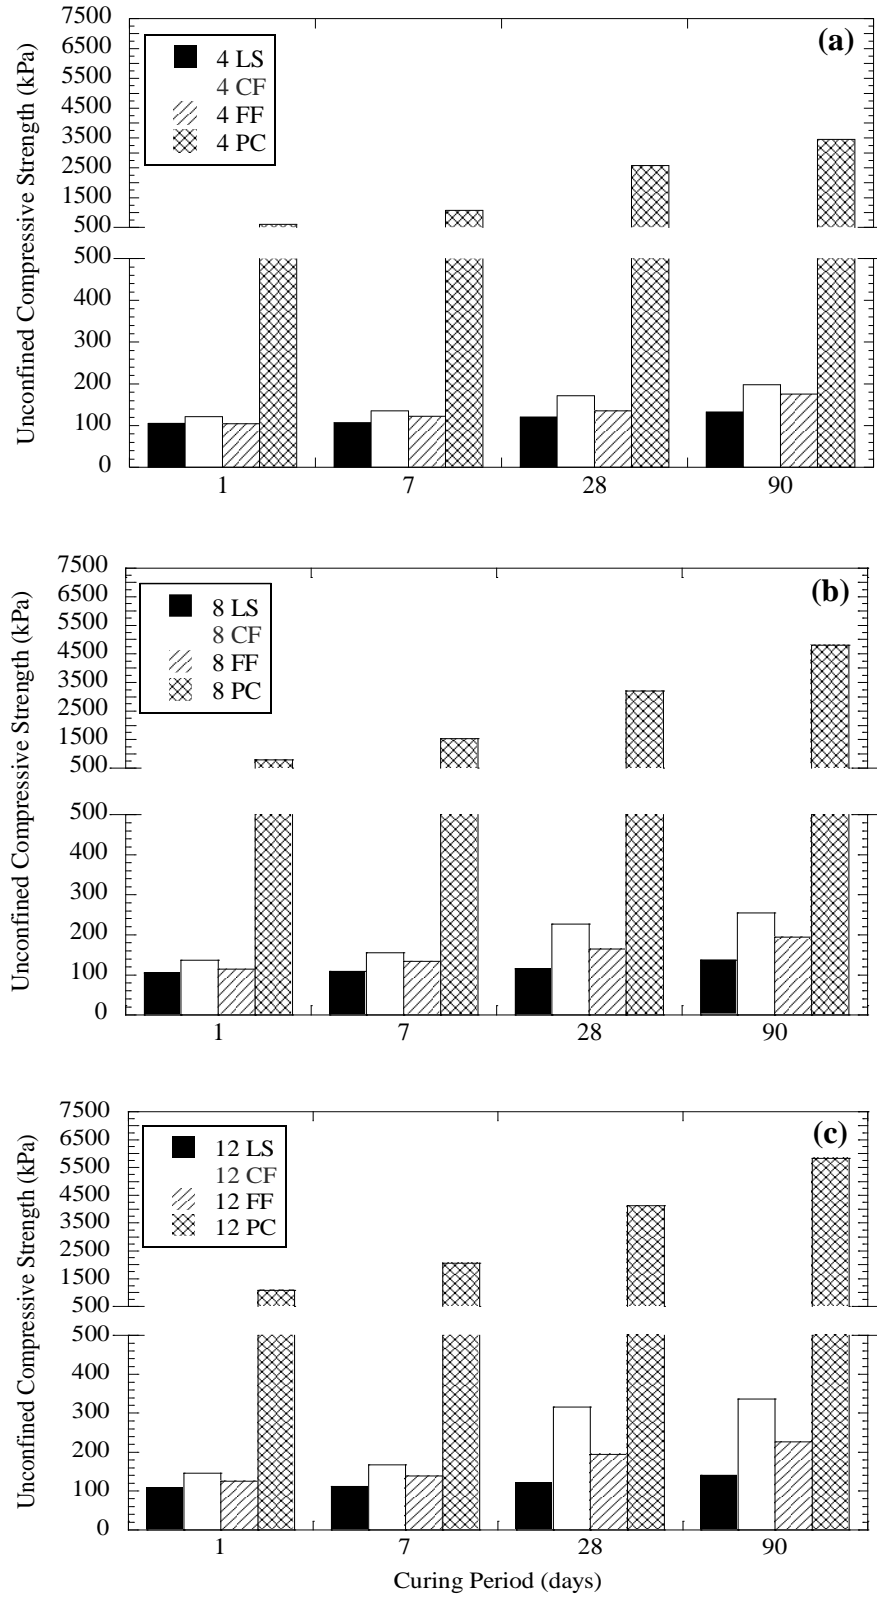 Unconfined Compressive Strength (kPa)
7500
6500
5500
4500
3500
2500
1500
500
500
400
300
200
100
0
4 LS
4 CF
4 FF
4 PC
(a)
1 7 28 90
Unconfined Compressive Strength (kPa)
7500
6500
5500
4500
3500
2500
1500
500
500
400
300
200
100
0
8 LS
8 CF
8 FF
8 PC
(b)
1 7 28 90
Unconfined Compressive Strength (kPa)
7500
6500
5500
4500
3500
2500
1500
500
500
400
300
200
100
0
12 LS
12 CF
12 FF
12 PC
(c)
1 7 28 90
Curing Period (days)